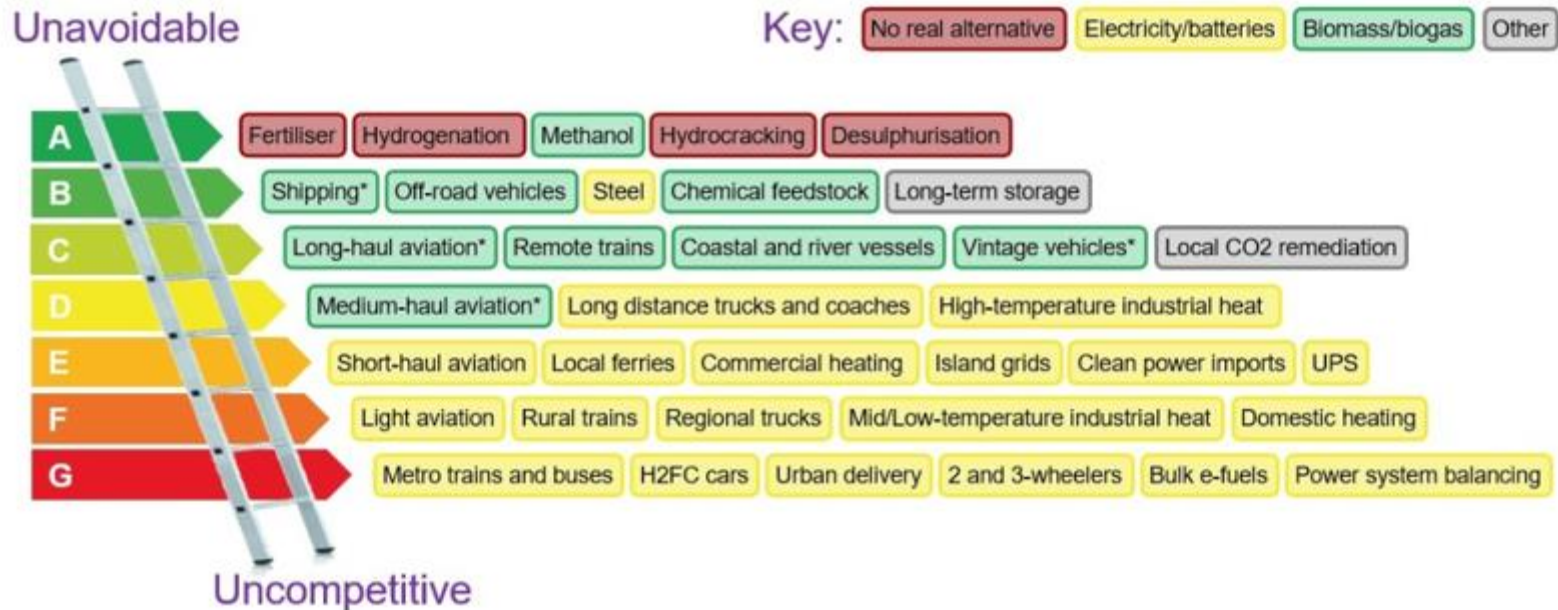 Unavoidable
Key: No real alternative Electricity/batteries Biomass/biogas Other
A Fertiliser Hydrogenation Methanol Hydrocracking Desulphurisation
B Shipping* Off-road vehicles Steel Chemical feedstock Long-term storage
C Long-haul aviation* Remote trains Coastal and river vessels Vintage vehicles* Local CO2 remediation
D Medium-haul aviation* Long distance trucks and coaches High-temperature industrial heat
E Short-haul aviation Local ferries Commercial heating Island grids Clean power imports UPS
F Light aviation Rural trains Regional trucks Mid/Low-temperature industrial heat Domestic heating
G Metro trains and buses H2FC cars Urban delivery 2 and 3-wheelers Bulk e-fuels Power system balancing
Uncompetitive